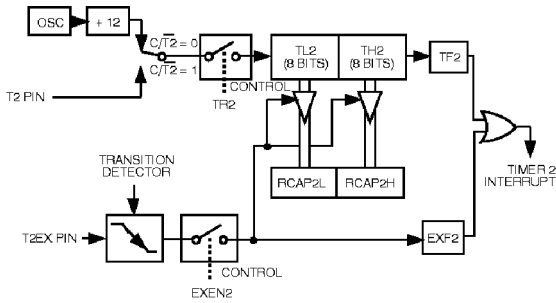 OSC
÷ 12
C/T2 = 0
C/T2 = 1
T2 PIN
CONTROL
TR2
TL2
(8 BITS)
TH2
(8 BITS)
TF2
RCAP2L
RCAP2H
TIMER 2
INTERRUPT
TRANSITION
DETECTOR
T2EX PIN
CONTROL
EXEN2
EXF2